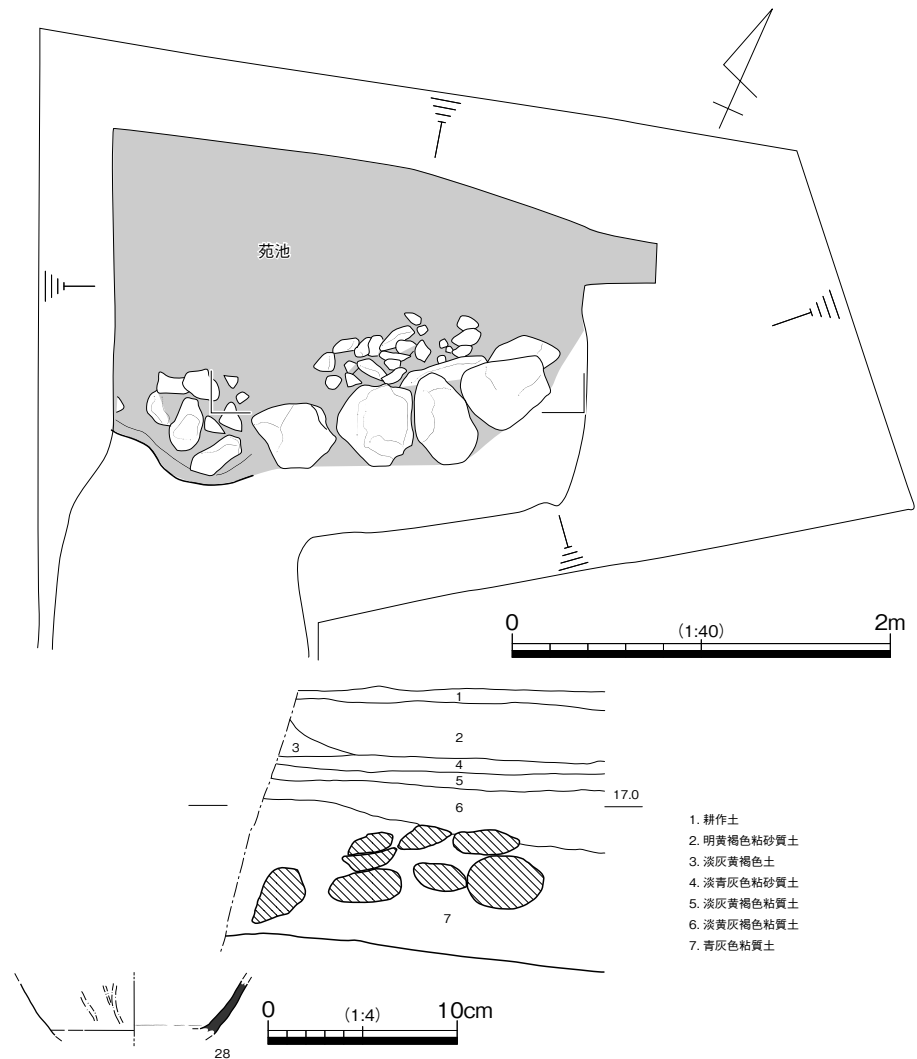 苑池
0
(1:40)
2m
1
2
3
4
5
6
7
17.0
1. 耕作土
2. 明黄褐色粘砂質土
3. 淡灰黄褐色土
4. 淡青灰色粘砂質土
5. 淡灰黄褐色粘質土
6. 淡黄灰褐色粘質土
7. 青灰色粘質土
0
(1:4)
10cm
28